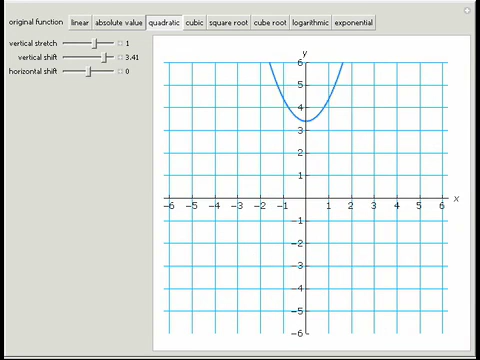 original function linear absolute value quadratic cubic square root cube root logarithmic exponential
vertical stretch 1
vertical shift 3.41
horizontal shift 0
y
6
5
4
3
2
1
-6 -5 -4 -3 -2 -1 1 2 3 4 5 6 x
-1
-2
-3
-4
-5
-6